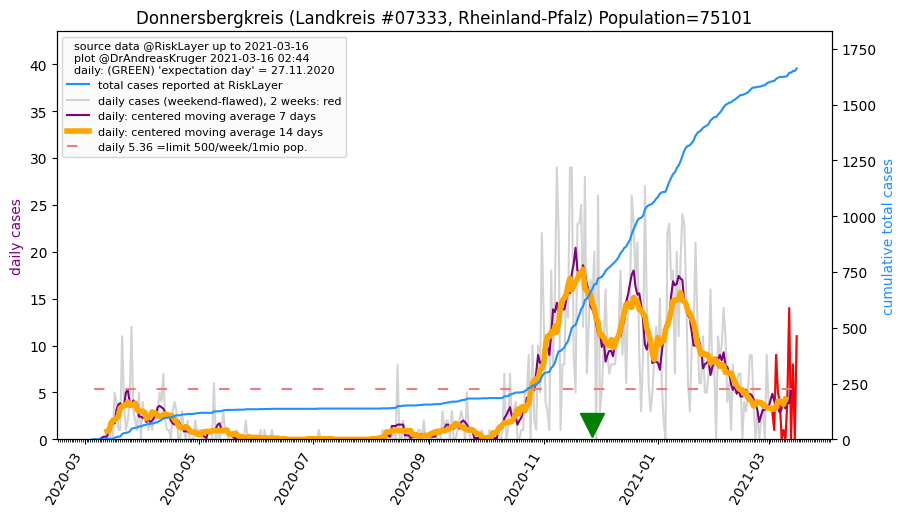 Donnersbergkreis (Landkreis #07333, Rheinland-Pfalz) Population=75101
source data @RiskLayer up to 2021-03-16
plot @DrAndreasKruger 2021-03-16 02:44
daily: (GREEN) 'expectation day' = 27.11.2020
total cases reported at RiskLayer
daily cases (weekend-flawed), 2 weeks: red
daily: centered moving average 7 days
daily: centered moving average 14 days
daily 5.36 =limit 500/week/1mio pop.
daily cases
40
35
30
25
20
15
10
5
0
cumulative total cases
1750
1500
1250
1000
750
500
250
0
2020-03
2020-05
2020-07
2020-09
2020-11
2021-01
2021-03